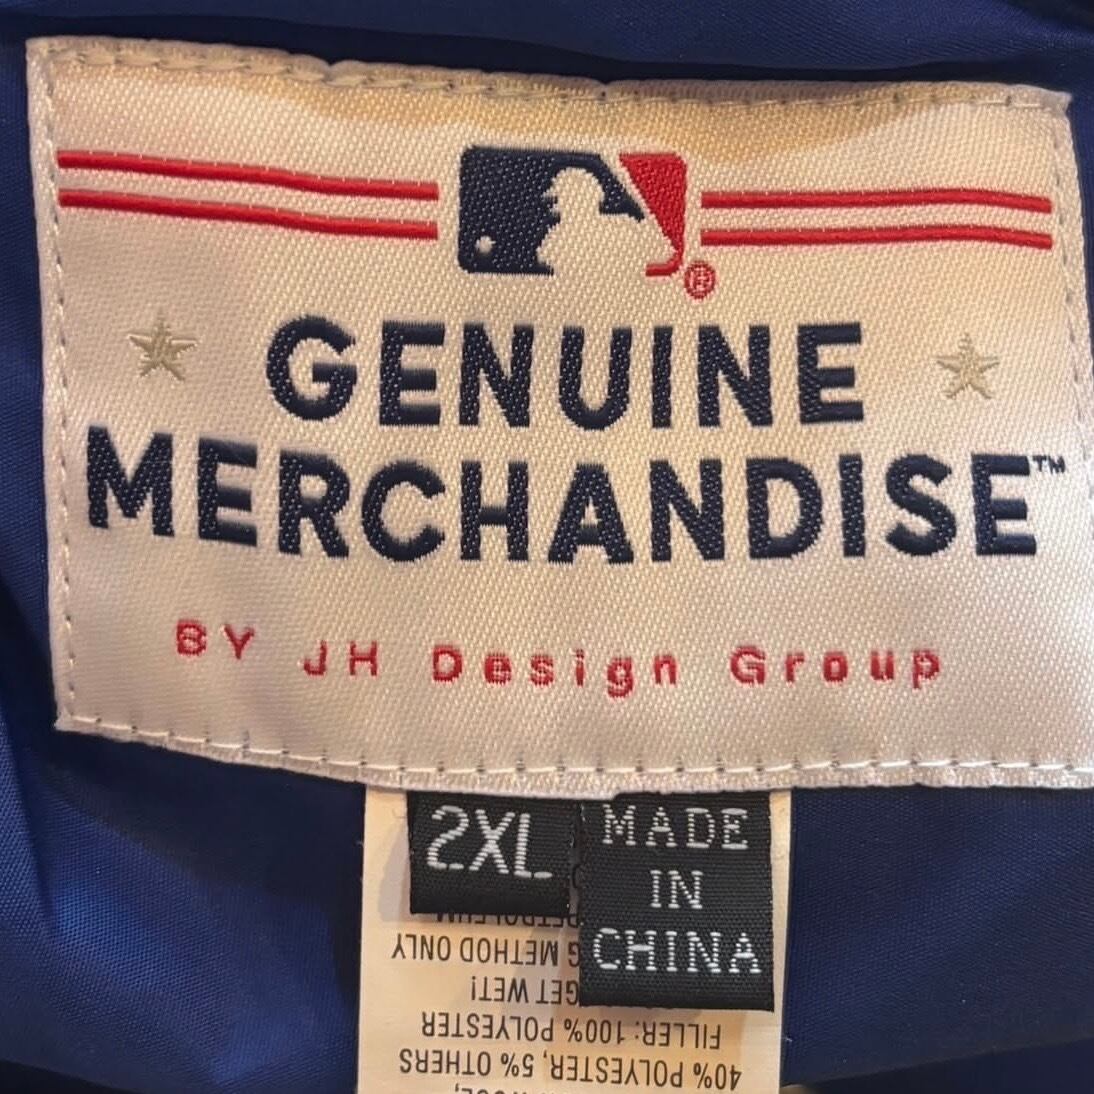 ®
GENUINE
MERCHANDISE™
BY JH Design Group
2XL
MADE
IN
CHINA
40% POLYESTER, 5% OTHERS
FILLER: 100% POLYESTER
GET WET!
METHOD ONLY
PETROLEUM